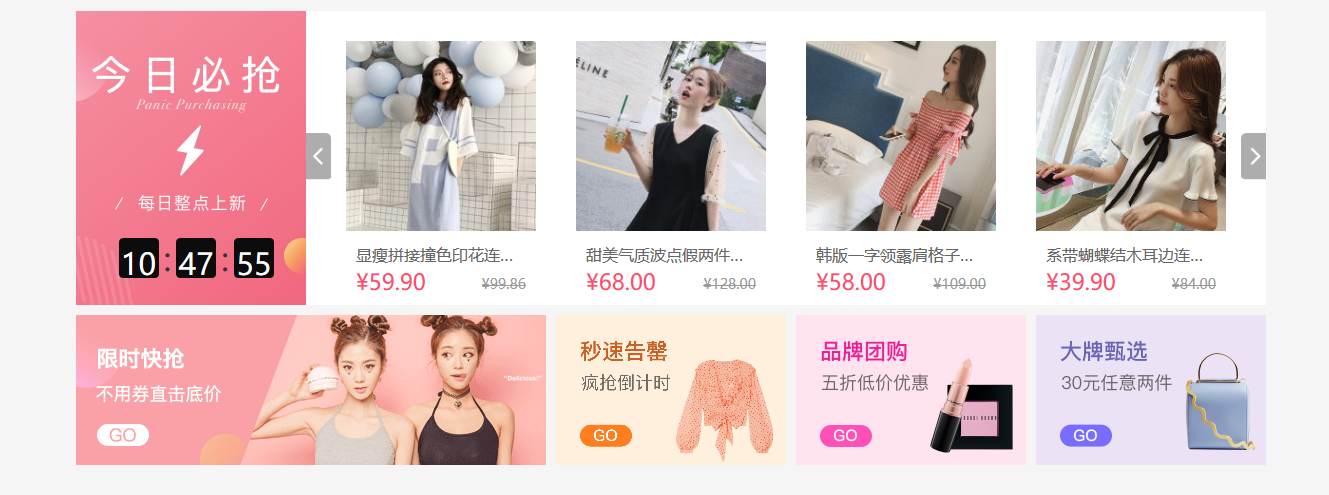 今日必抢
Panic Purchasing
/ 每日整点上新 /
10 : 47 : 55
ÉLINE
显瘦拼接撞色印花连...
¥59.90 ¥99.86
甜美气质波点假两件...
¥68.00 ¥128.00
韩版一字领露肩格子...
¥58.00 ¥109.00
系带蝴蝶结木耳边连...
¥39.90 ¥84.00
限时快抢
不用券直击底价
GO
"Delicious!"
秒速告罄
疯抢倒计时
GO
品牌团购
五折低价优惠
GO
BOBBI BROWN
大牌甄选
30元任意两件
GO